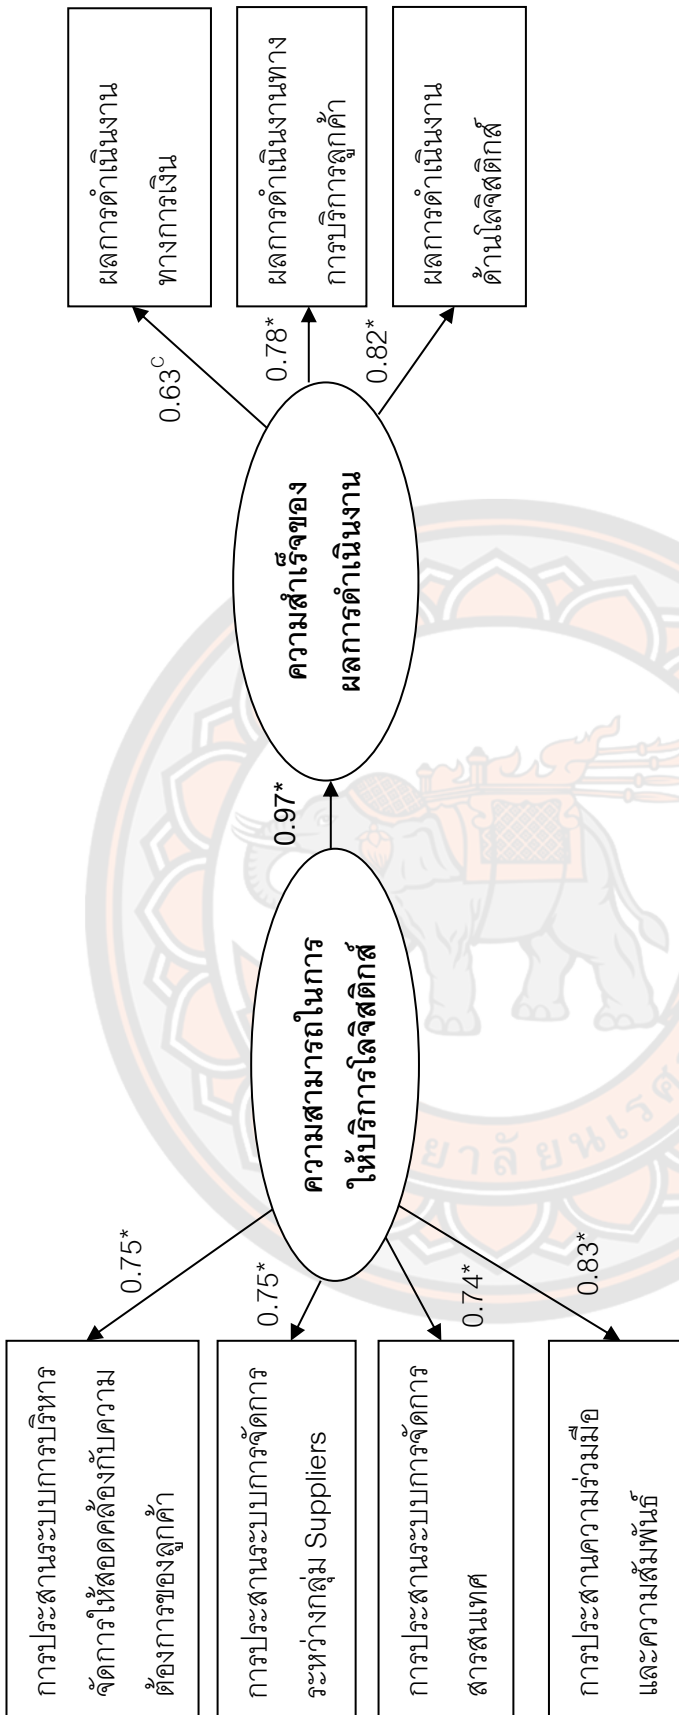 การประสานระบบการบริหาร
จัดการให้สอดคล้องกับความ
ต้องการของลูกค้า
การประสานระบบการจัดการ
ระหว่างกลุ่ม Suppliers
การประสานระบบการจัดการ
สารสนเทศ
การประสานความร่วมมือ
และความสัมพันธ์
0.75*
0.75*
0.74*
0.83*
ความสามารถในการ
ให้บริการโลจิสติกส์
0.97*
ความสำเร็จของ
ผลการดำเนินงาน
0.63ᶜ
0.78*
0.82*
ผลการดำเนินงาน
ทางการเงิน
ผลการดำเนินงานทาง
การบริการลูกค้า
ผลการดำเนินงาน
ด้านโลจิสติกส์
ยาลัยนเรศ